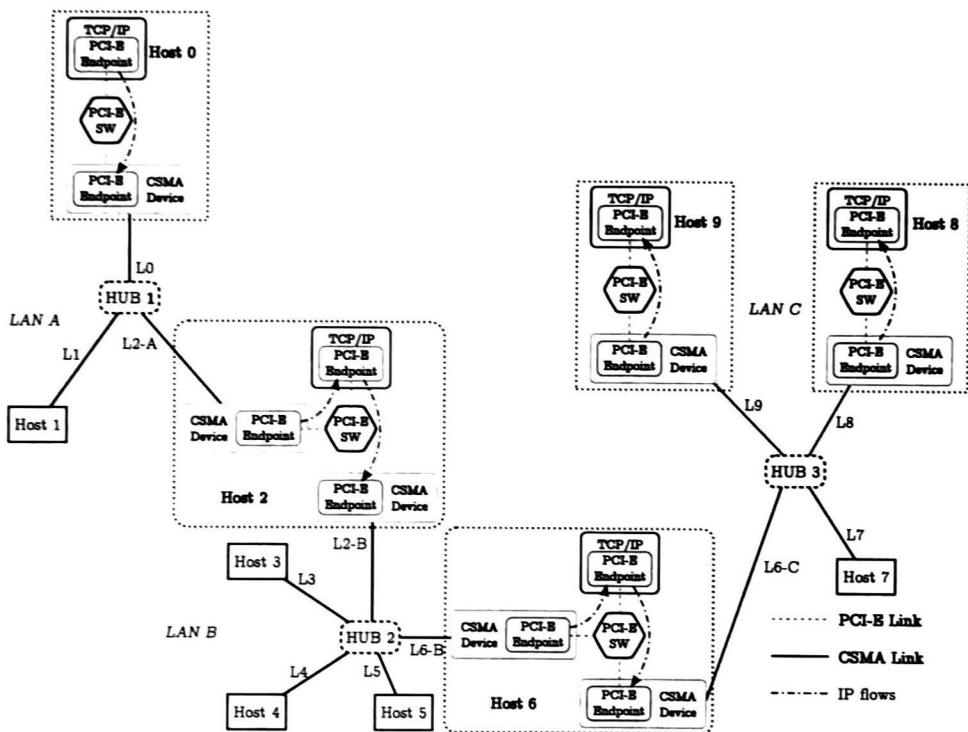 TCP/IP
PCI-E
Endpoint
Host 0
PCI-E
SW
PCI-E
Endpoint
CSMA
Device
L0
HUB 1
LAN A
L1
L2-A
Host 1
TCP/IP
PCI-E
Endpoint
CSMA
Device
PCI-E
Endpoint
PCI-E
SW
Host 2
PCI-E
Endpoint
CSMA
Device
L2-B
Host 3
L3
LAN B
HUB 2
L6-B
L4
L5
Host 4
Host 5
TCP/IP
PCI-E
Endpoint
CSMA
Device
PCI-E
Endpoint
PCI-E
SW
Host 6
PCI-E
Endpoint
CSMA
Device
TCP/IP
PCI-E
Endpoint
Host 9
PCI-E
SW
PCI-E
Endpoint
CSMA
Device
TCP/IP
PCI-E
Endpoint
Host 8
PCI-E
SW
LAN C
PCI-E
Endpoint
CSMA
Device
L9
L8
HUB 3
L6-C
L7
Host 7
PCI-E Link
CSMA Link
IP flows